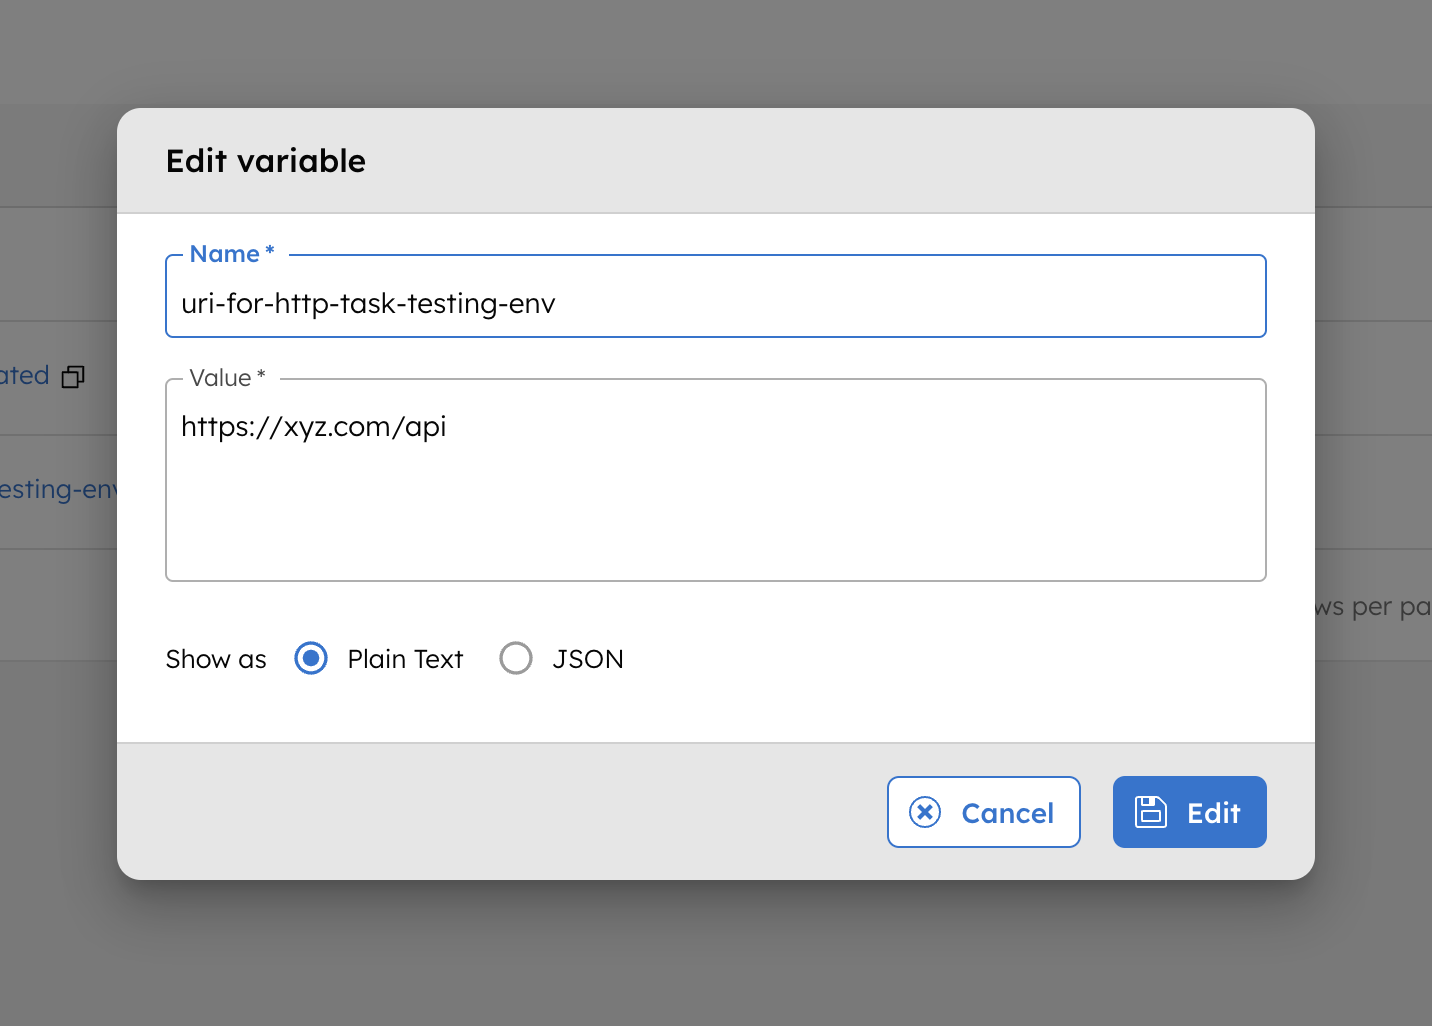 Edit variable
Name *
uri-for-http-task-testing-env
Value *
https://xyz.com/api
ated
esting-env
ws per pa
Show as Plain Text JSON
Cancel Edit